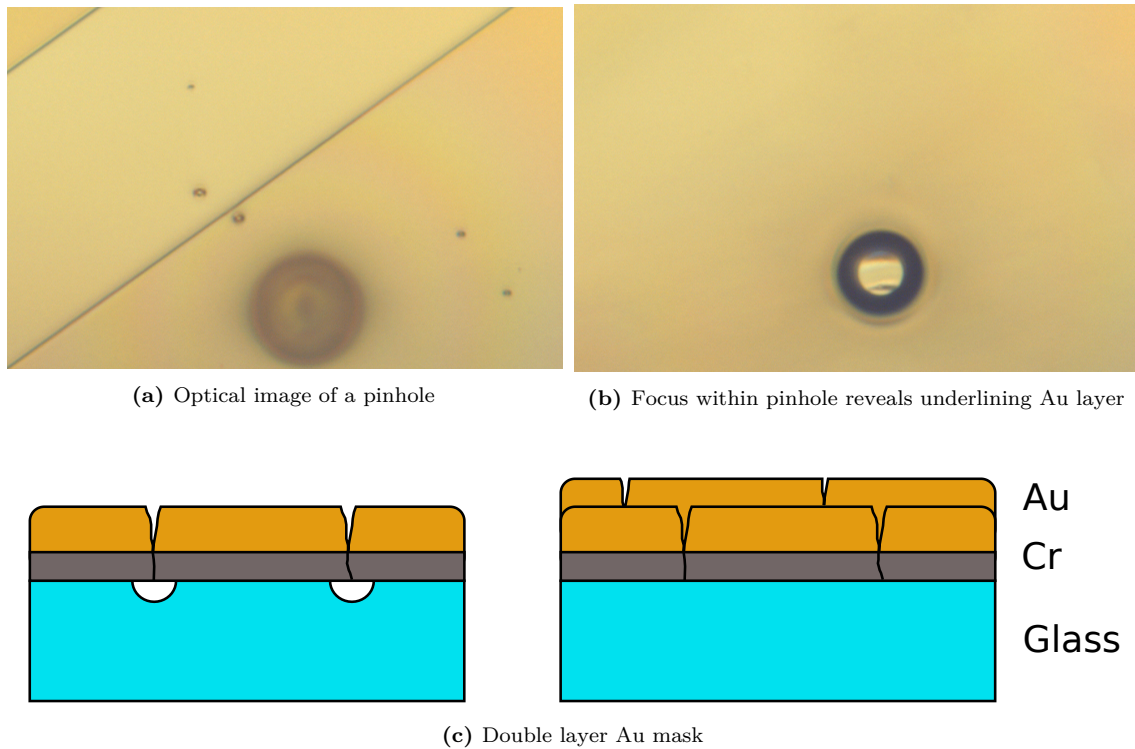 (a) Optical image of a pinhole
(b) Focus within pinhole reveals underlining Au layer
Au
Cr
Glass
(c) Double layer Au mask